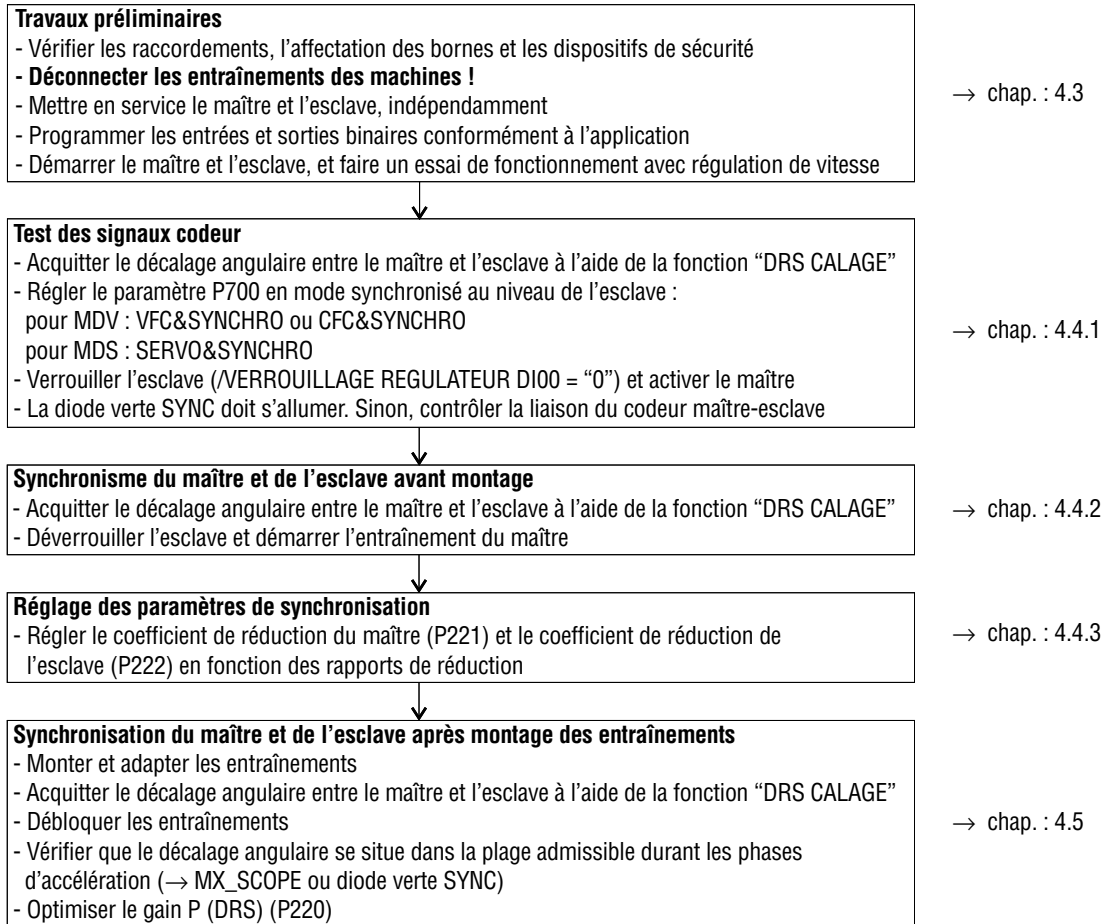 Travaux préliminaires
- Vérifier les raccordements, l'affectation des bornes et les dispositifs de sécurité
- Déconnecter les entraînements des machines !
- Mettre en service le maître et l'esclave, indépendamment
- Programmer les entrées et sorties binaires conformément à l'application
- Démarrer le maître et l'esclave, et faire un essai de fonctionnement avec régulation de vitesse
→ chap. : 4.3
Test des signaux codeur
- Acquitter le décalage angulaire entre le maître et l'esclave à l'aide de la fonction “DRS CALAGE”
- Régler le paramètre P700 en mode synchronisé au niveau de l'esclave :
pour MDV : VFC&SYNCHRO ou CFC&SYNCHRO
pour MDS : SERVO&SYNCHRO
- Verrouiller l'esclave (/VERROUILLAGE REGULATEUR DI00 = “0”) et activer le maître
- La diode verte SYNC doit s'allumer. Sinon, contrôler la liaison du codeur maître-esclave
→ chap. : 4.4.1
Synchronisme du maître et de l'esclave avant montage
- Acquitter le décalage angulaire entre le maître et l'esclave à l'aide de la fonction “DRS CALAGE”
- Déverrouiller l'esclave et démarrer l'entraînement du maître
→ chap. : 4.4.2
Réglage des paramètres de synchronisation
- Régler le coefficient de réduction du maître (P221) et le coefficient de réduction de
l'esclave (P222) en fonction des rapports de réduction
→ chap. : 4.4.3
Synchronisation du maître et de l'esclave après montage des entraînements
- Monter et adapter les entraînements
- Acquitter le décalage angulaire entre le maître et l'esclave à l'aide de la fonction “DRS CALAGE”
- Débloquer les entraînements
- Vérifier que le décalage angulaire se situe dans la plage admissible durant les phases
d'accélération (→ MX_SCOPE ou diode verte SYNC)
- Optimiser le gain P (DRS) (P220)
→ chap. : 4.5